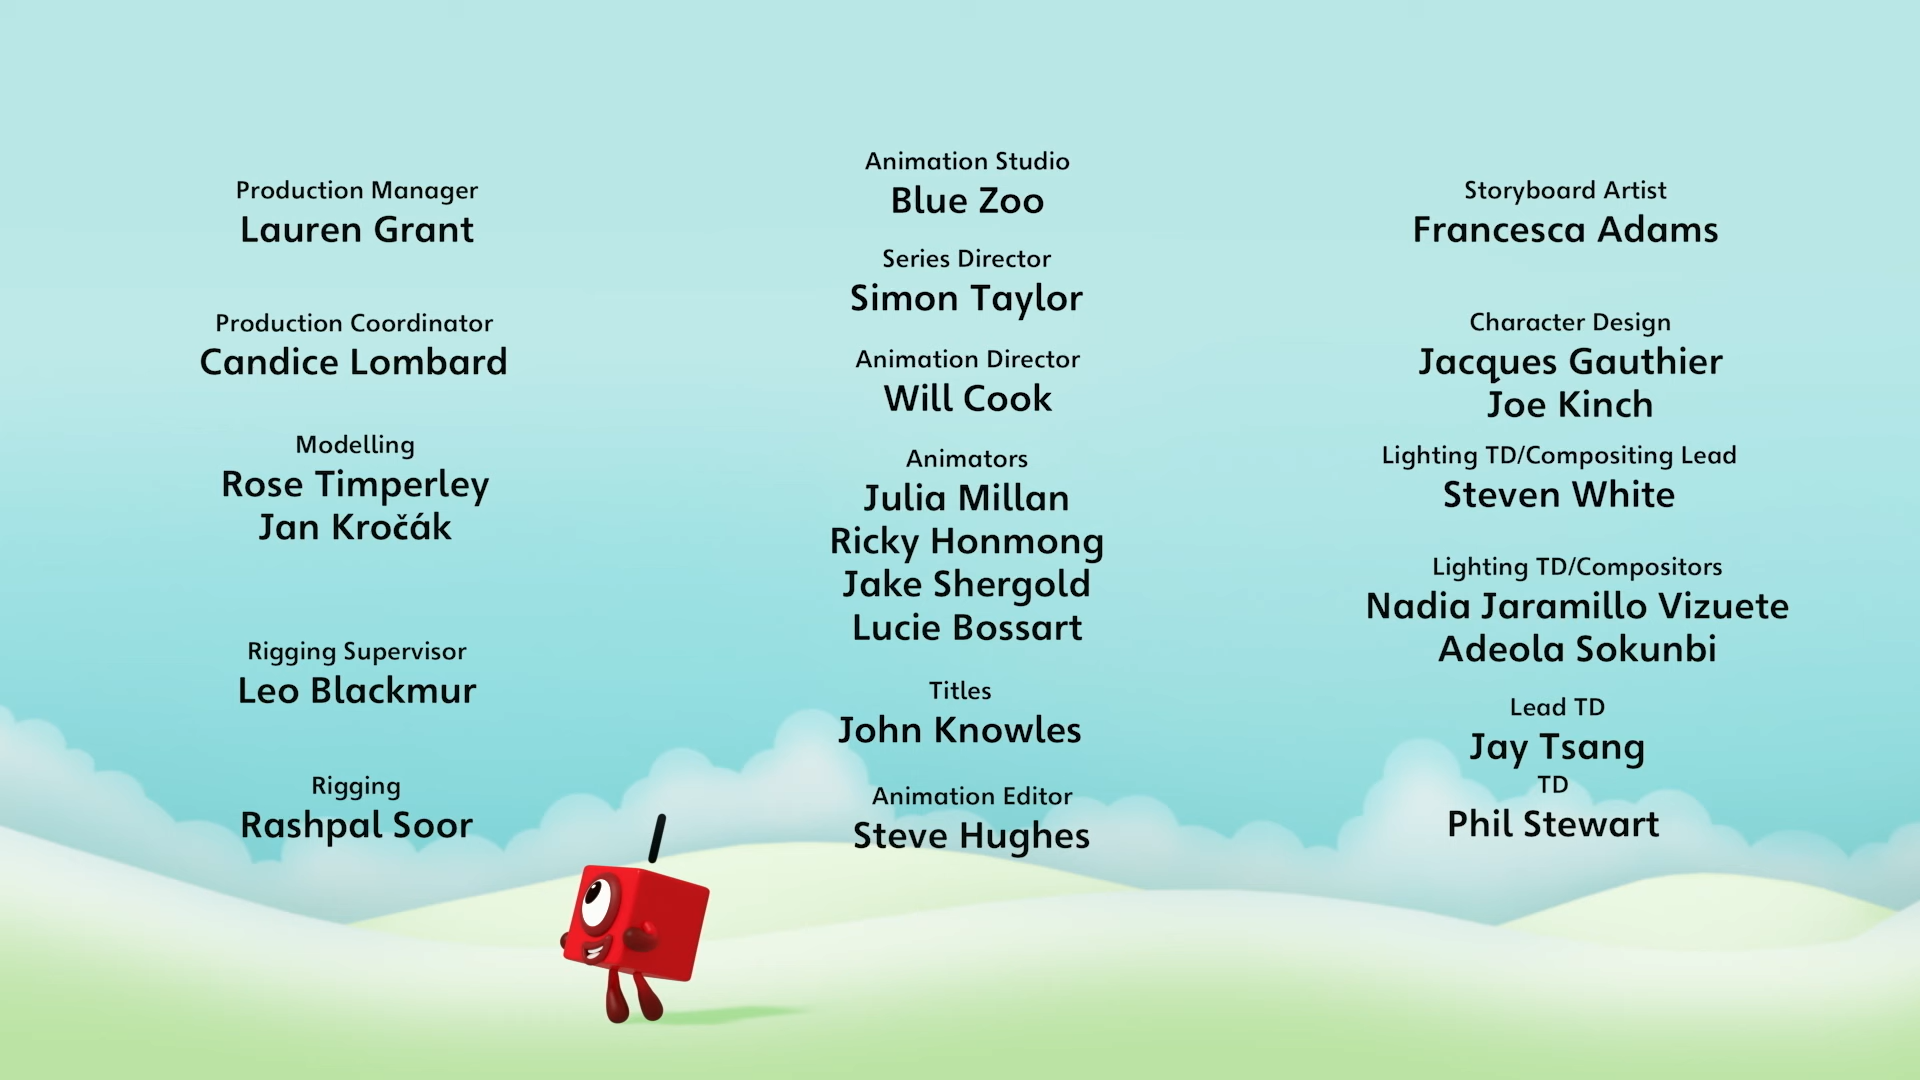 Production Manager
Lauren Grant
Production Coordinator
Candice Lombard
Modelling
Rose Timperley
Jan Kročák
Rigging Supervisor
Leo Blackmur
Rigging
Rashpal Soor
Animation Studio
Blue Zoo
Series Director
Simon Taylor
Animation Director
Will Cook
Animators
Julia Millan
Ricky Honmong
Jake Shergold
Lucie Bossart
Titles
John Knowles
Animation Editor
Steve Hughes
Storyboard Artist
Francesca Adams
Character Design
Jacques Gauthier
Joe Kinch
Lighting TD/Compositing Lead
Steven White
Lighting TD/Compositors
Nadia Jaramillo Vizuete
Adeola Sokunbi
Lead TD
Jay Tsang
TD
Phil Stewart